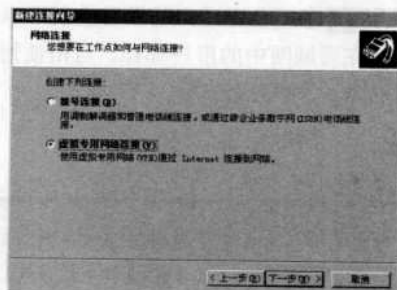 新建连接向导
网络连接
您想要在工作点如何与网络连接?
创建下列连接:
拨号连接(D)
用调制解调器和普通电话线连接，或通过综合业务数字网(ISDN)电话线连
接。
虚拟专用网络连接(V)
使用虚拟专用网络(VPN)通过 Internet 连接到网络。
< 上一步(B)
下一步(N) >
取消